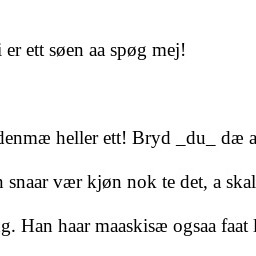 i er ett søen aa spøg mej!
denmæ heller ett! Bryd _du_ dæ a
snaar vær kjøn nok te det, a skal
g. Han haar maaskisæ ogsaa faat